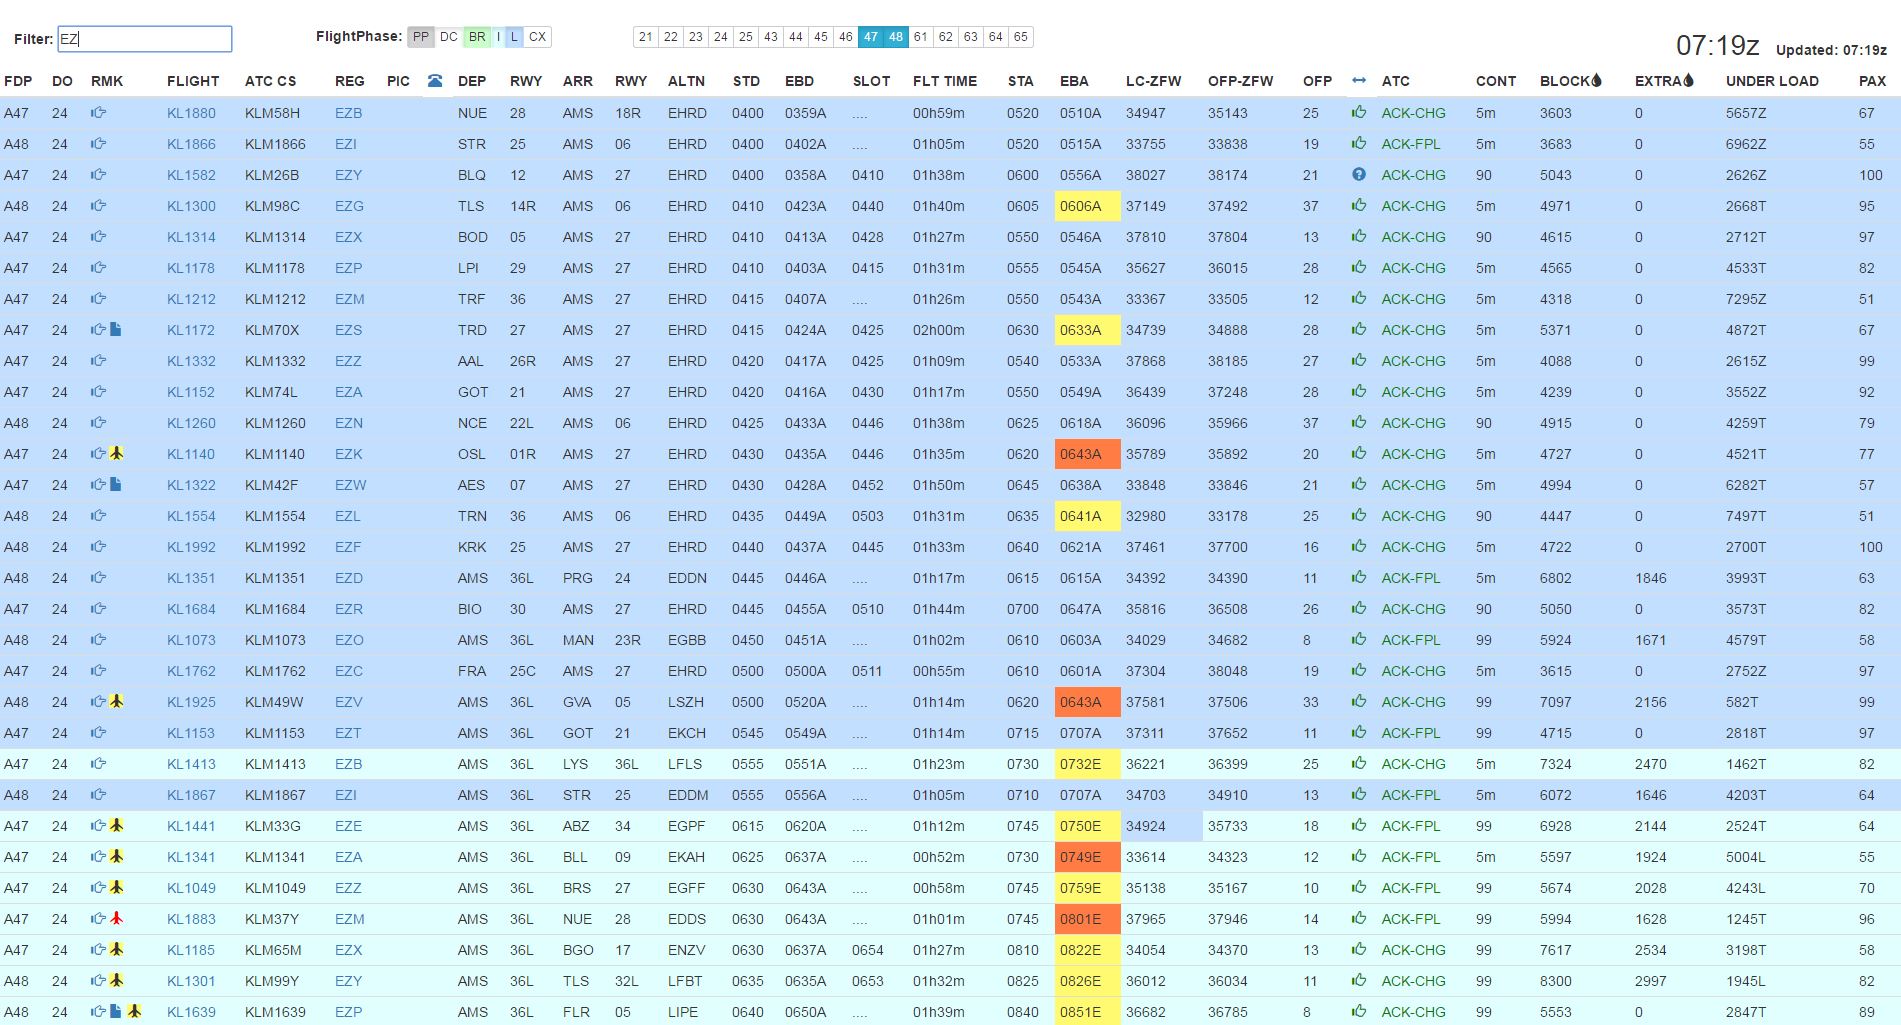 Filter: EZ FlightPhase: PP DC BR I L CX 21 22 23 24 25 43 44 45 46 47 48 61 62 63 64 65 07:19z Updated: 07:19z
FDP DO RMK FLIGHT ATC CS REG PIC DEP RWY ARR RWY ALTN STD EBD SLOT FLT TIME STA EBA LC-ZFW OFP-ZFW OFP ATC CONT BLOCK EXTRA UNDER LOAD PAX
A47 24 KL1880 KLM58H EZB NUE 28 AMS 18R EHRD 0400 0359A .... 00h59m 0520 0510A 34947 35143 25 ACK-CHG 5m 3603 0 5657Z 67
A48 24 KL1866 KLM1866 EZI STR 25 AMS 06 EHRD 0400 0402A .... 01h05m 0520 0515A 33755 33838 19 ACK-FPL 5m 3683 0 6962Z 55
A47 24 KL1582 KLM26B EZY BLQ 12 AMS 27 EHRD 0400 0358A 0410 01h38m 0600 0556A 38027 38174 21 ACK-CHG 90 5043 0 2626Z 100
A48 24 KL1300 KLM98C EZG TLS 14R AMS 06 EHRD 0410 0423A 0440 01h40m 0605 0606A 37149 37492 37 ACK-CHG 5m 4971 0 2668T 95
A47 24 KL1314 KLM1314 EZX BOD 05 AMS 27 EHRD 0410 0413A 0428 01h27m 0550 0546A 37810 37804 13 ACK-CHG 90 4615 0 2712T 97
A47 24 KL1178 KLM1178 EZP LPI 29 AMS 27 EHRD 0410 0403A 0415 01h31m 0555 0545A 35627 36015 28 ACK-CHG 5m 4565 0 4533T 82
A47 24 KL1212 KLM1212 EZM TRF 36 AMS 27 EHRD 0415 0407A .... 01h26m 0550 0543A 33367 33505 12 ACK-CHG 5m 4318 0 7295Z 51
A47 24 KL1172 KLM70X EZS TRD 27 AMS 27 EHRD 0415 0424A 0425 02h00m 0630 0633A 34739 34888 28 ACK-CHG 5m 5371 0 4872T 67
A47 24 KL1332 KLM1332 EZZ AAL 26R AMS 27 EHRD 0420 0417A 0425 01h09m 0540 0533A 37868 38185 27 ACK-CHG 5m 4088 0 2615Z 99
A47 24 KL1152 KLM74L EZA GOT 21 AMS 27 EHRD 0420 0416A 0430 01h17m 0550 0549A 36439 37248 28 ACK-CHG 5m 4239 0 3552Z 92
A48 24 KL1260 KLM1260 EZN NCE 22L AMS 06 EHRD 0425 0433A 0446 01h38m 0625 0618A 36096 35966 37 ACK-CHG 90 4915 0 4259T 79
A47 24 KL1140 KLM1140 EZK OSL 01R AMS 27 EHRD 0430 0435A 0446 01h35m 0620 0643A 35789 35892 20 ACK-CHG 5m 4727 0 4521T 77
A47 24 KL1322 KLM42F EZW AES 07 AMS 27 EHRD 0430 0428A 0452 01h50m 0645 0638A 33848 33846 21 ACK-CHG 5m 4994 0 6282T 57
A48 24 KL1554 KLM1554 EZL TRN 36 AMS 06 EHRD 0435 0449A 0503 01h31m 0635 0641A 32980 33178 25 ACK-CHG 90 4447 0 7497T 51
A48 24 KL1992 KLM1992 EZF KRK 25 AMS 27 EHRD 0440 0437A 0445 01h33m 0640 0621A 37461 37700 16 ACK-CHG 5m 4722 0 2700T 100
A48 24 KL1351 KLM1351 EZD AMS 36L PRG 24 EDDN 0445 0446A .... 01h17m 0615 0615A 34392 34390 11 ACK-FPL 5m 6802 1846 3993T 63
A47 24 KL1684 KLM1684 EZR BIO 30 AMS 27 EHRD 0445 0455A 0510 01h44m 0700 0647A 35816 36508 26 ACK-CHG 90 5050 0 3573T 82
A48 24 KL1073 KLM1073 EZO AMS 36L MAN 23R EGBB 0450 0451A .... 01h02m 0610 0603A 34029 34682 8 ACK-FPL 99 5924 1671 4579T 58
A47 24 KL1762 KLM1762 EZC FRA 25C AMS 27 EHRD 0500 0500A 0511 00h55m 0610 0601A 37304 38048 19 ACK-CHG 5m 3615 0 2752Z 97
A48 24 KL1925 KLM49W EZV AMS 36L GVA 05 LSZH 0500 0520A .... 01h14m 0620 0643A 37581 37506 33 ACK-CHG 99 7097 2156 582T 99
A47 24 KL1153 KLM1153 EZT AMS 36L GOT 21 EKCH 0545 0549A .... 01h14m 0715 0707A 37311 37652 11 ACK-FPL 99 4715 0 2818T 97
A47 24 KL1413 KLM1413 EZB AMS 36L LYS 36L LFLS 0555 0551A .... 01h23m 0730 0732E 36221 36399 25 ACK-CHG 5m 7324 2470 1462T 82
A48 24 KL1867 KLM1867 EZI AMS 36L STR 25 EDDM 0555 0556A .... 01h05m 0710 0707A 34703 34910 13 ACK-FPL 5m 6072 1646 4203T 64
A47 24 KL1441 KLM33G EZE AMS 36L ABZ 34 EGPF 0615 0620A .... 01h12m 0745 0750E 34924 35733 18 ACK-FPL 99 6928 2144 2524T 64
A47 24 KL1341 KLM1341 EZA AMS 36L BLL 09 EKAH 0625 0637A .... 00h52m 0730 0749E 33614 34323 12 ACK-FPL 5m 5597 1924 5004L 55
A47 24 KL1049 KLM1049 EZZ AMS 36L BRS 27 EGFF 0630 0643A .... 00h58m 0745 0759E 35138 35167 10 ACK-FPL 99 5674 2028 4243L 70
A47 24 KL1883 KLM37Y EZM AMS 36L NUE 28 EDDS 0630 0643A .... 01h01m 0745 0801E 37965 37946 14 ACK-FPL 99 5994 1628 1245T 96
A47 24 KL1185 KLM65M EZX AMS 36L BGO 17 ENZV 0630 0637A 0654 01h27m 0810 0822E 34054 34370 13 ACK-CHG 99 7617 2534 3198T 58
A48 24 KL1301 KLM99Y EZY AMS 36L TLS 32L LFBT 0635 0635A 0653 01h32m 0825 0826E 36012 36034 11 ACK-CHG 99 8300 2997 1945L 82
A48 24 KL1639 KLM1639 EZP AMS 36L FLR 05 LIPE 0640 0650A .... 01h39m 0840 0851E 36682 36785 8 ACK-CHG 99 5553 0 2847T 89